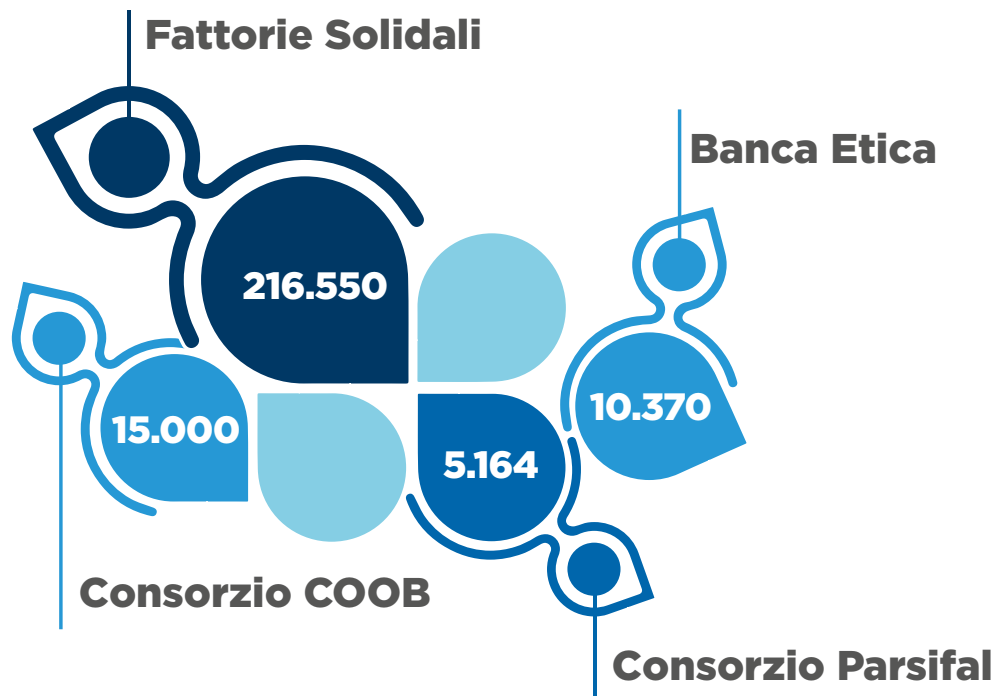 Fattorie Solidali
Banca Etica
216.550
15.000
10.370
5.164
Consorzio COOB
Consorzio Parsifal